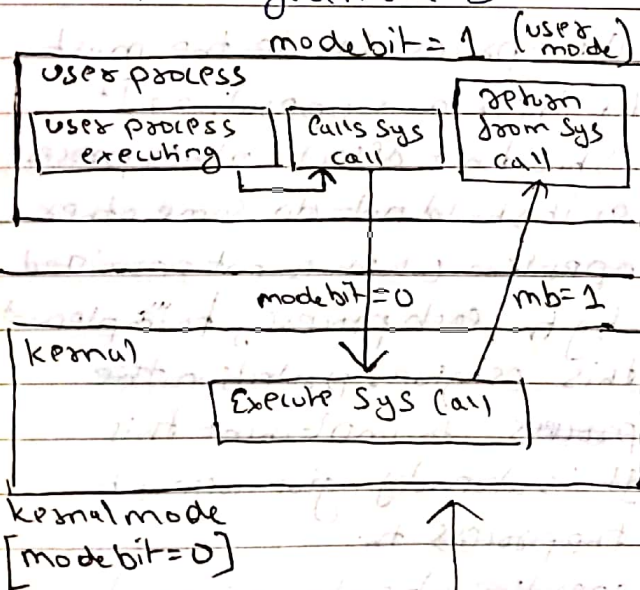 modebit = 1 (user mode)
user process
user process
executing
Calls Sys
call
return
from sys
call
modebit=0
mb=1
kernal
Execute Sys Call
kernal mode
[modebit=0]